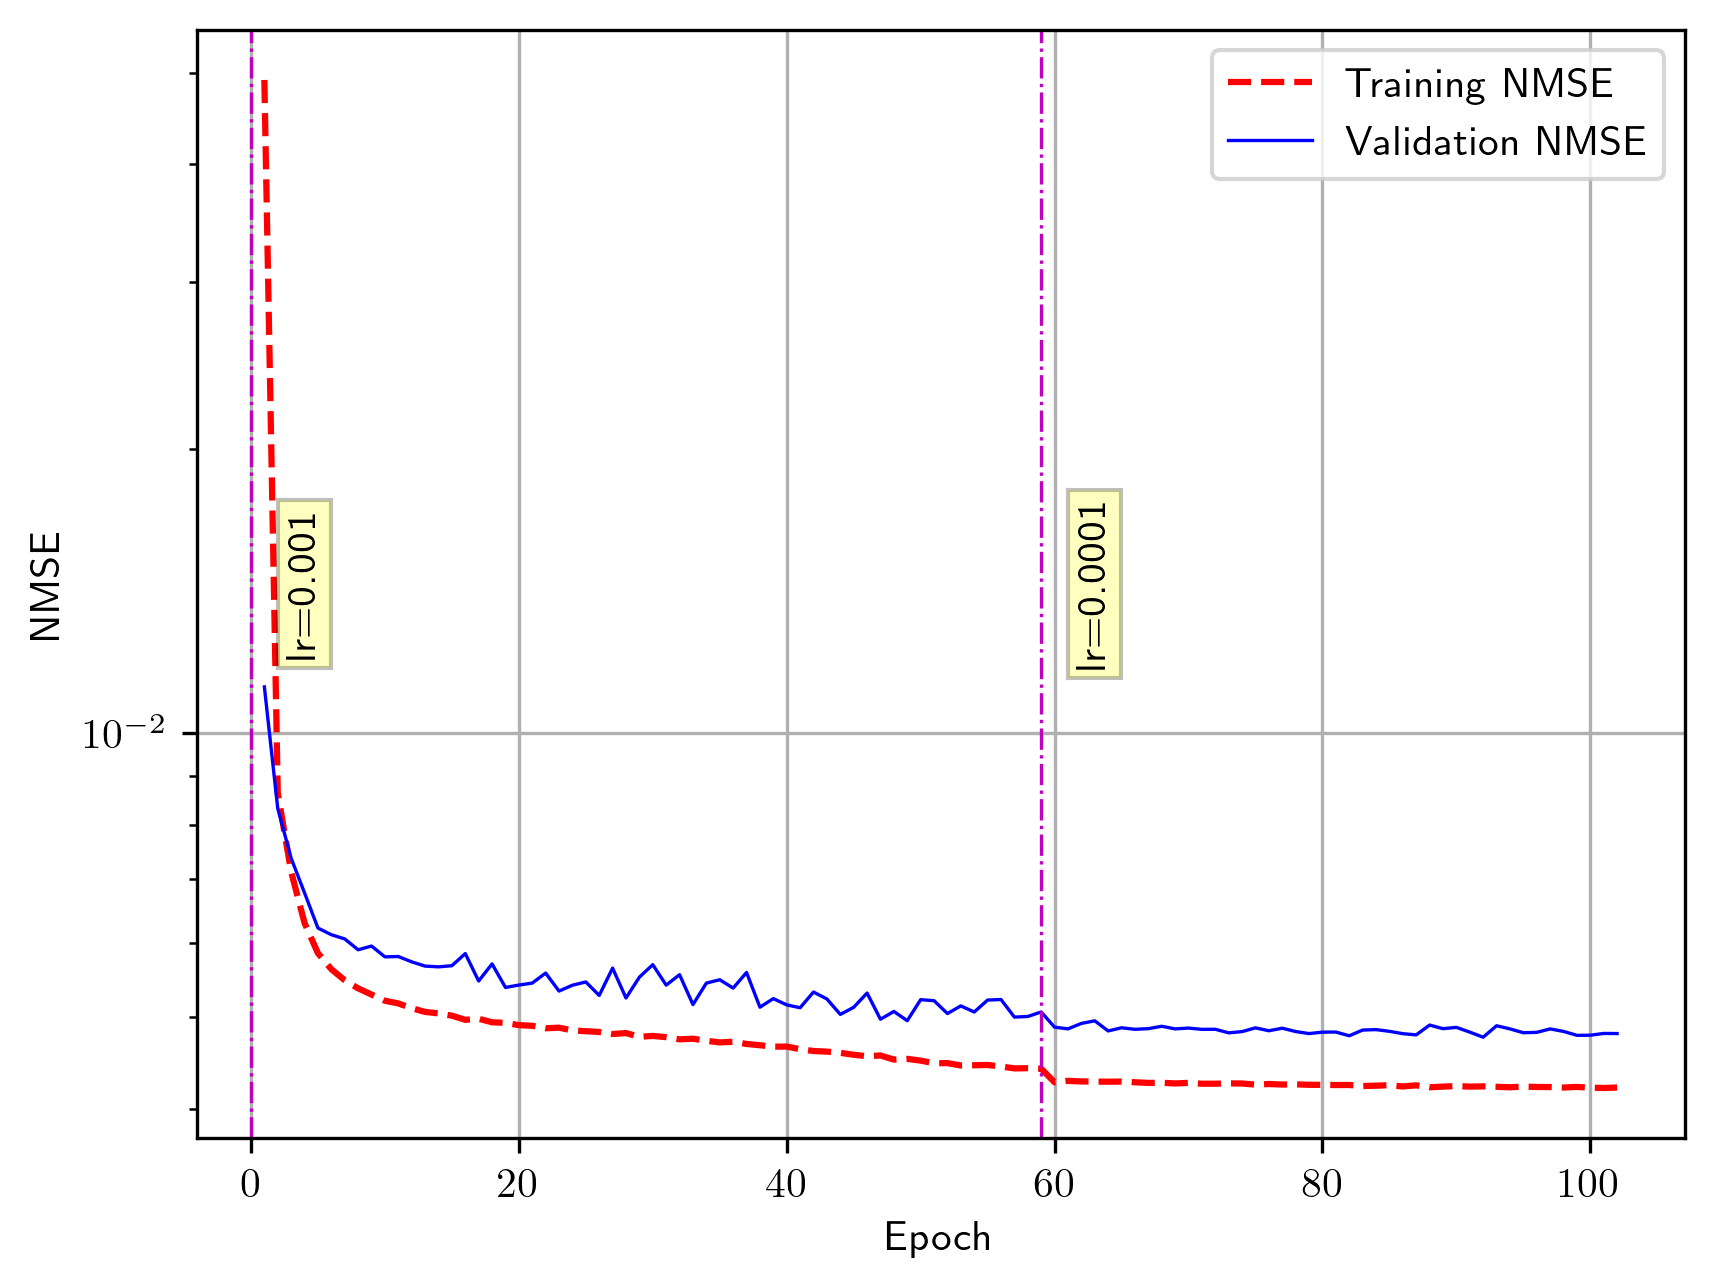 Training NMSE
Validation NMSE
lr=0.001
lr=0.0001
NMSE
10⁻²
0 20 40 60 80 100
Epoch